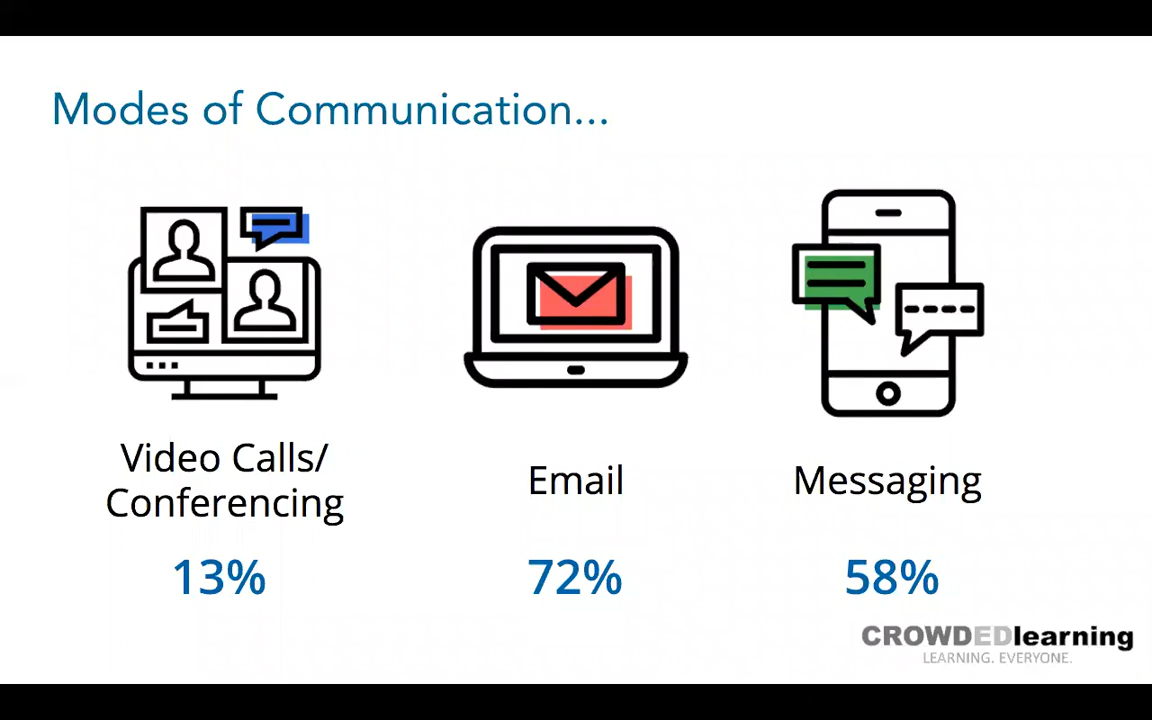 Modes of Communication...
Video Calls/
Conferencing
Email
Messaging
13%
72%
58%
CROWDEDlearning
LEARNING. EVERYONE.